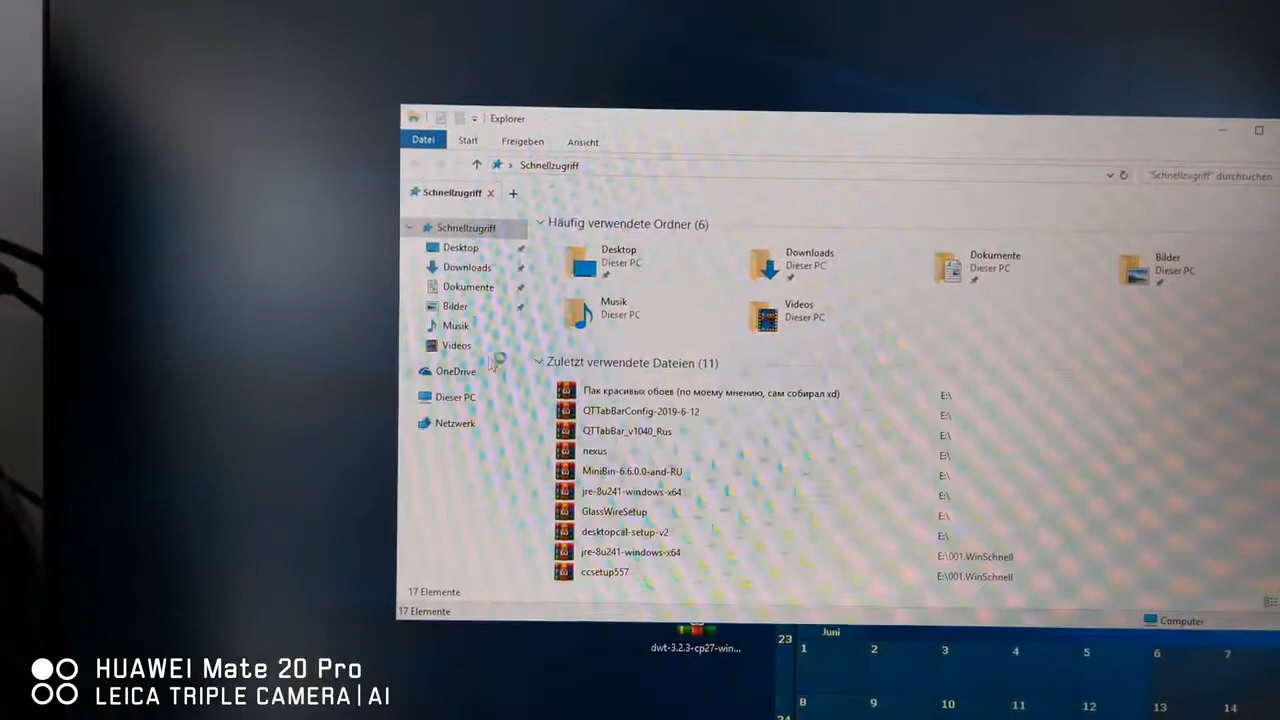 Explorer
Datei Start Freigeben Ansicht
Schnellzugriff
"Schnellzugriff" durchsuchen
Schnellzugriff
Schnellzugriff
Desktop
Downloads
Dokumente
Bilder
Musik
Videos
OneDrive
Dieser PC
Netzwerk
Häufig verwendete Ordner (6)
Desktop
Dieser PC
Downloads
Dieser PC
Dokumente
Dieser PC
Bilder
Dieser PC
Musik
Dieser PC
Videos
Dieser PC
Zuletzt verwendete Dateien (11)
Пак красивых обоев (по моему мнению, сам собирал xd) E:\
QTTabBarConfig-2019-6-12 E:\
QTTabBar_v1040_Rus E:\
nexus E:\
MiniBin-6.6.0.0-and-RU E:\
jre-8u241-windows-x64 E:\
GlassWireSetup E:\
desktopcal-setup-v2 E:\
jre-8u241-windows-x64 E:\001.WinSchnell
ccsetup557 E:\001.WinSchnell
17 Elemente
17 Elemente
Computer
dwt-3.2.3-cp27-win...
Juni
23 1 2 3 4 5 6 7
8 9 10 11 12 13 14
HUAWEI Mate 20 Pro
LEICA TRIPLE CAMERA | AI